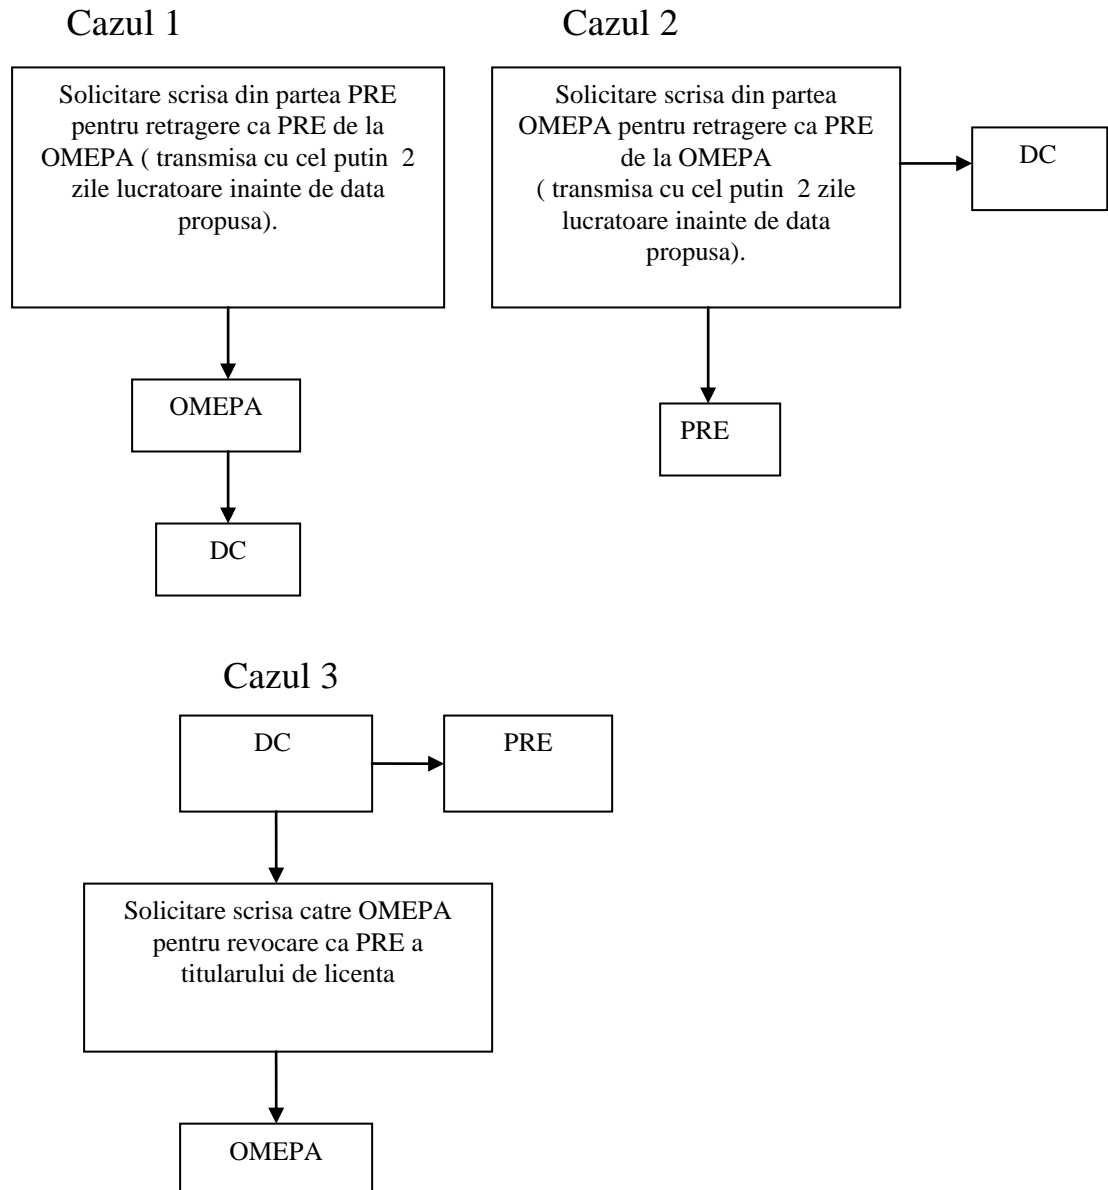 Cazul 1
Solicitare scrisa din partea PRE
pentru retragere ca PRE de la
OMEPA ( transmisa cu cel putin  2
zile lucratoare inainte de data
propusa).
OMEPA
DC
Cazul 2
Solicitare scrisa din partea
OMEPA pentru retragere ca PRE
de la OMEPA
( transmisa cu cel putin  2 zile
lucratoare inainte de data
propusa).
DC
PRE
Cazul 3
DC
PRE
Solicitare scrisa catre OMEPA
pentru revocare ca PRE a
titularului de licenta
OMEPA